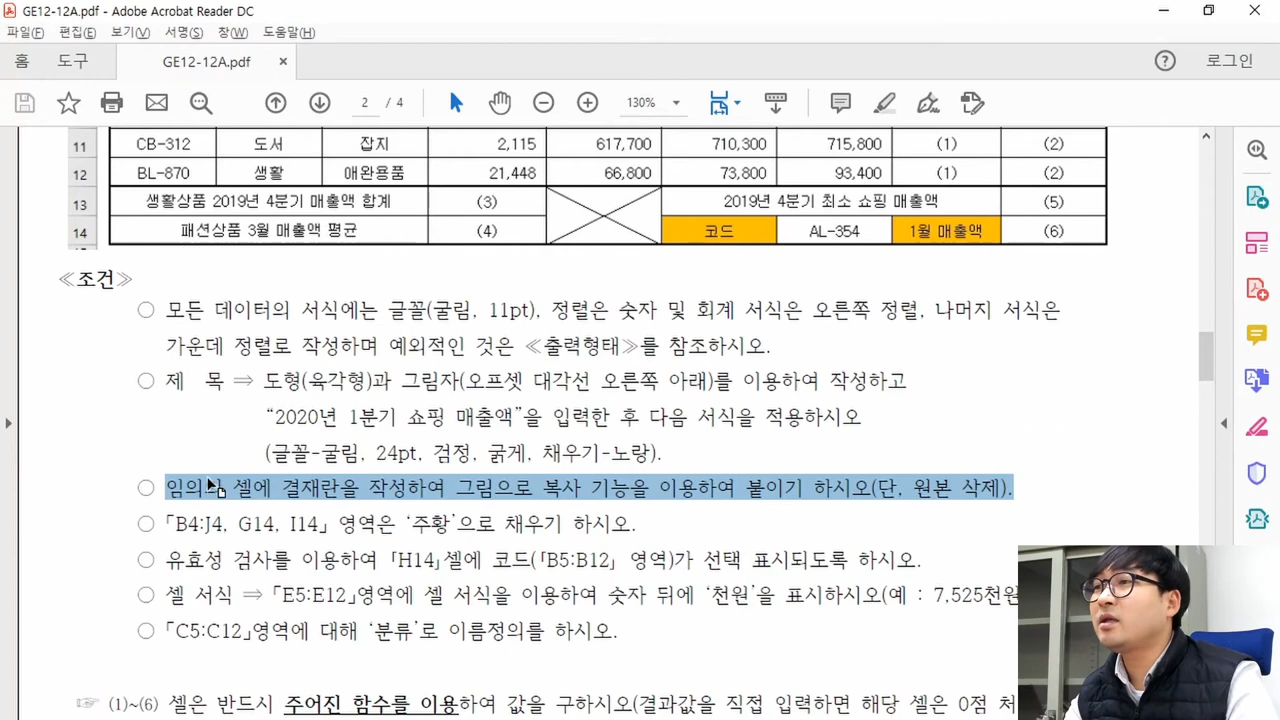 GE12-12A.pdf - Adobe Acrobat Reader DC
파일(F) 편집(E) 보기(V) 서명(S) 창(W) 도움말(H)
홈 도구 GE12-12A.pdf × 로그인
2 / 4 130%
11 CB-312 도서 잡지 2,115 617,700 710,300 715,800 (1) (2)
12 BL-870 생활 애완용품 21,448 66,800 73,800 93,400 (1) (2)
13 생활상품 2019년 4분기 매출액 합계 (3) 2019년 4분기 최소 쇼핑 매출액 (5)
14 패션상품 3월 매출액 평균 (4) 코드 AL-354 1월 매출액 (6)
≪조건≫
○ 모든 데이터의 서식에는 글꼴(굴림, 11pt), 정렬은 숫자 및 회계 서식은 오른쪽 정렬, 나머지 서식은
가운데 정렬로 작성하며 예외적인 것은 ≪출력형태≫를 참조하시오.
○ 제 목 ⇒ 도형(육각형)과 그림자(오프셋 대각선 오른쪽 아래)를 이용하여 작성하고
“2020년 1분기 쇼핑 매출액”을 입력한 후 다음 서식을 적용하시오
(글꼴-굴림, 24pt, 검정, 굵게, 채우기-노랑).
○ 임의의 셀에 결재란을 작성하여 그림으로 복사 기능을 이용하여 붙이기 하시오(단, 원본 삭제).
○ 「B4:J4, G14, I14」 영역은 ‘주황’으로 채우기 하시오.
○ 유효성 검사를 이용하여 「H14」셀에 코드(「B5:B12」 영역)가 선택 표시되도록 하시오.
○ 셀 서식 ⇒ 「E5:E12」영역에 셀 서식을 이용하여 숫자 뒤에 ‘천원’을 표시하시오(예 : 7,525천원
○ 「C5:C12」영역에 대해 ‘분류’로 이름정의를 하시오.
☞ (1)~(6) 셀은 반드시 주어진 함수를 이용하여 값을 구하시오(결과값을 직접 입력하면 해당 셀은 0점 처